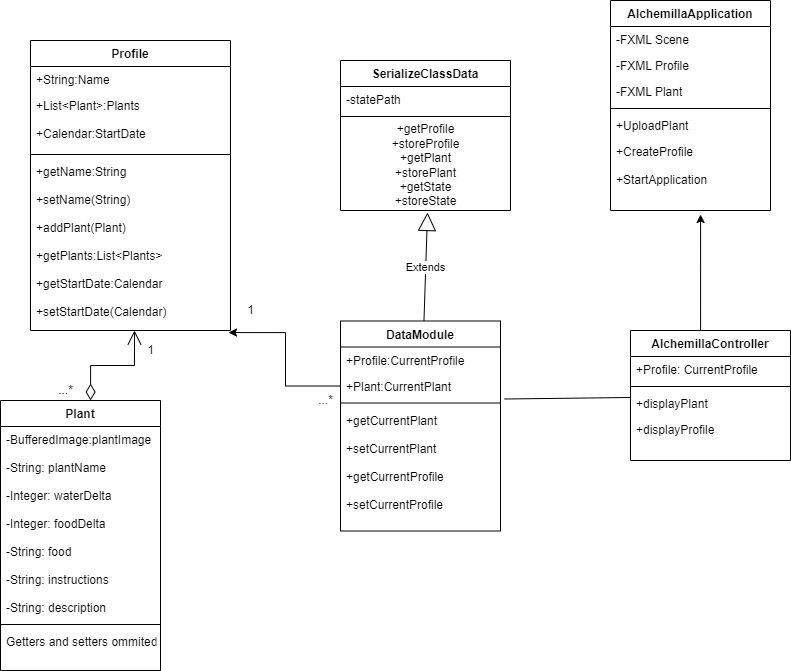 Profile
+String:Name
+List<Plant>:Plants
+Calendar:StartDate
+getName:String
+setName(String)
+addPlant(Plant)
+getPlants:List<Plants>
+getStartDate:Calendar
+setStartDate(Calendar)
1
1
...*
Plant
-BufferedImage:plantImage
-String: plantName
-Integer: waterDelta
-Integer: foodDelta
-String: food
-String: instructions
-String: description
Getters and setters ommited
SerializeClassData
-statePath
+getProfile
+storeProfile
+getPlant
+storePlant
+getState
+storeState
Extends
DataModule
+Profile:CurrentProfile
+Plant:CurrentPlant
...*
+getCurrentPlant
+setCurrentPlant
+getCurrentProfile
+setCurrentProfile
AlchemillaApplication
-FXML Scene
-FXML Profile
-FXML Plant
+UploadPlant
+CreateProfile
+StartApplication
AlchemillaController
+Profile: CurrentProfile
+displayPlant
+displayProfile